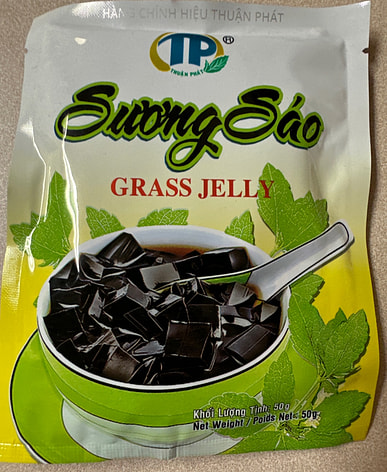 HÀNG CHÍNH HIỆU THUẬN PHÁT
TP ®
THUẬN PHÁT
Sương Sáo
GRASS JELLY
Khối Lượng Tịnh: 50g
Net Weight / Poids Net: 50g